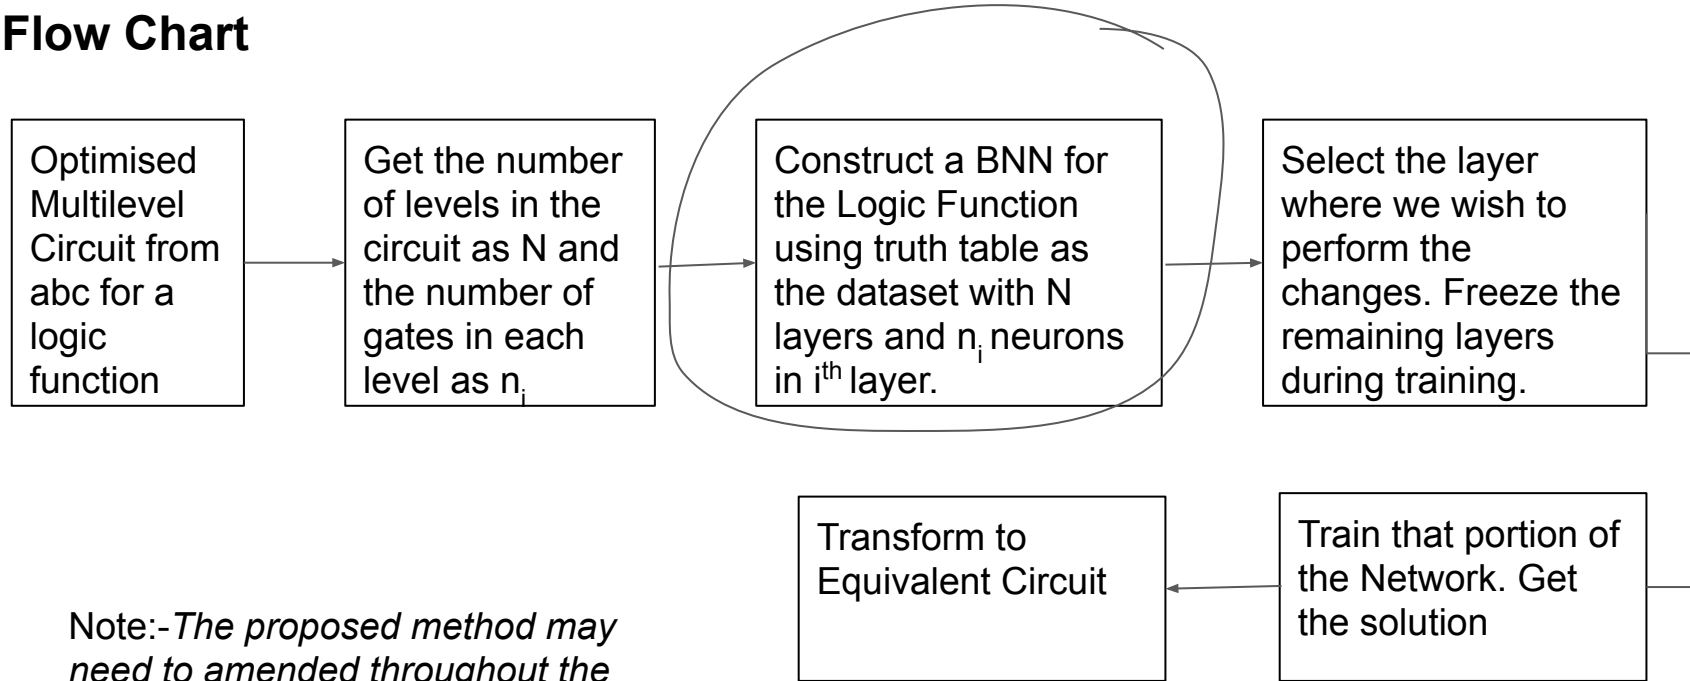 Flow Chart
Optimised
Multilevel
Circuit from
abc for a
logic
function
Get the number
of levels in the
circuit as N and
the number of
gates in each
level as nᵢ
Construct a BNN for
the Logic Function
using truth table as
the dataset with N
layers and nᵢ neurons
in iᵗʰ layer.
Select the layer
where we wish to
perform the
changes. Freeze the
remaining layers
during training.
Train that portion of
the Network. Get
the solution
Transform to
Equivalent Circuit
Note:-The proposed method may
need to amended throughout the